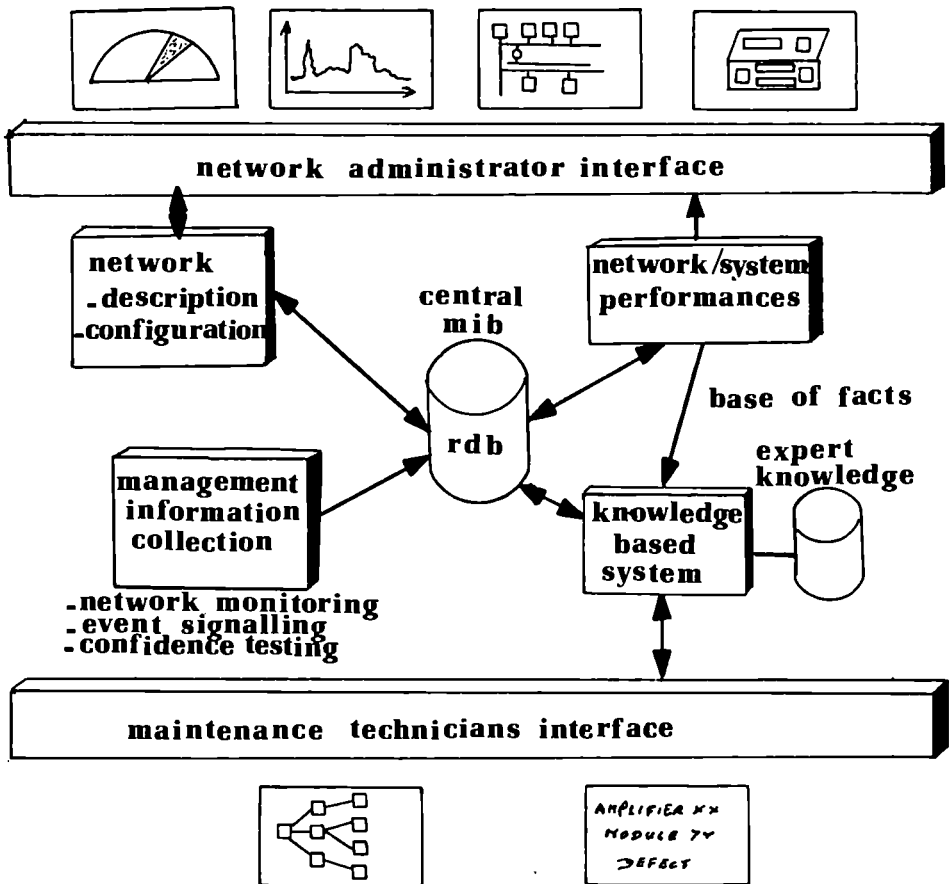 network administrator interface
network
-description
-configuration
network/system
performances
central
mib
rdb
base of facts
expert
knowledge
management
information
collection
knowledge
based
system
-network monitoring
-event signalling
-confidence testing
maintenance technicians interface
AMPLIFIER XX
MODULE
DEFECT